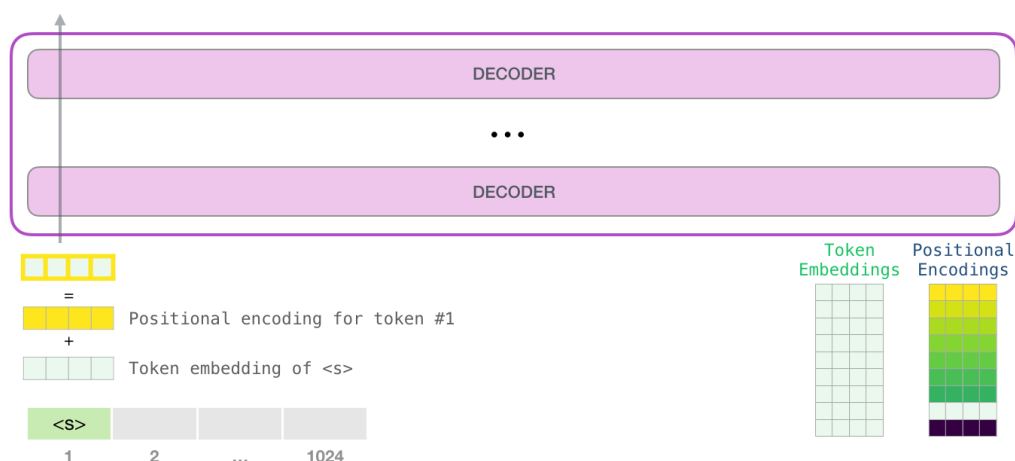 DECODER
...
DECODER
Token Embeddings
Positional Encodings
=
Positional encoding for token #1
+
Token embedding of <s>
<s>
1 2 ... 1024